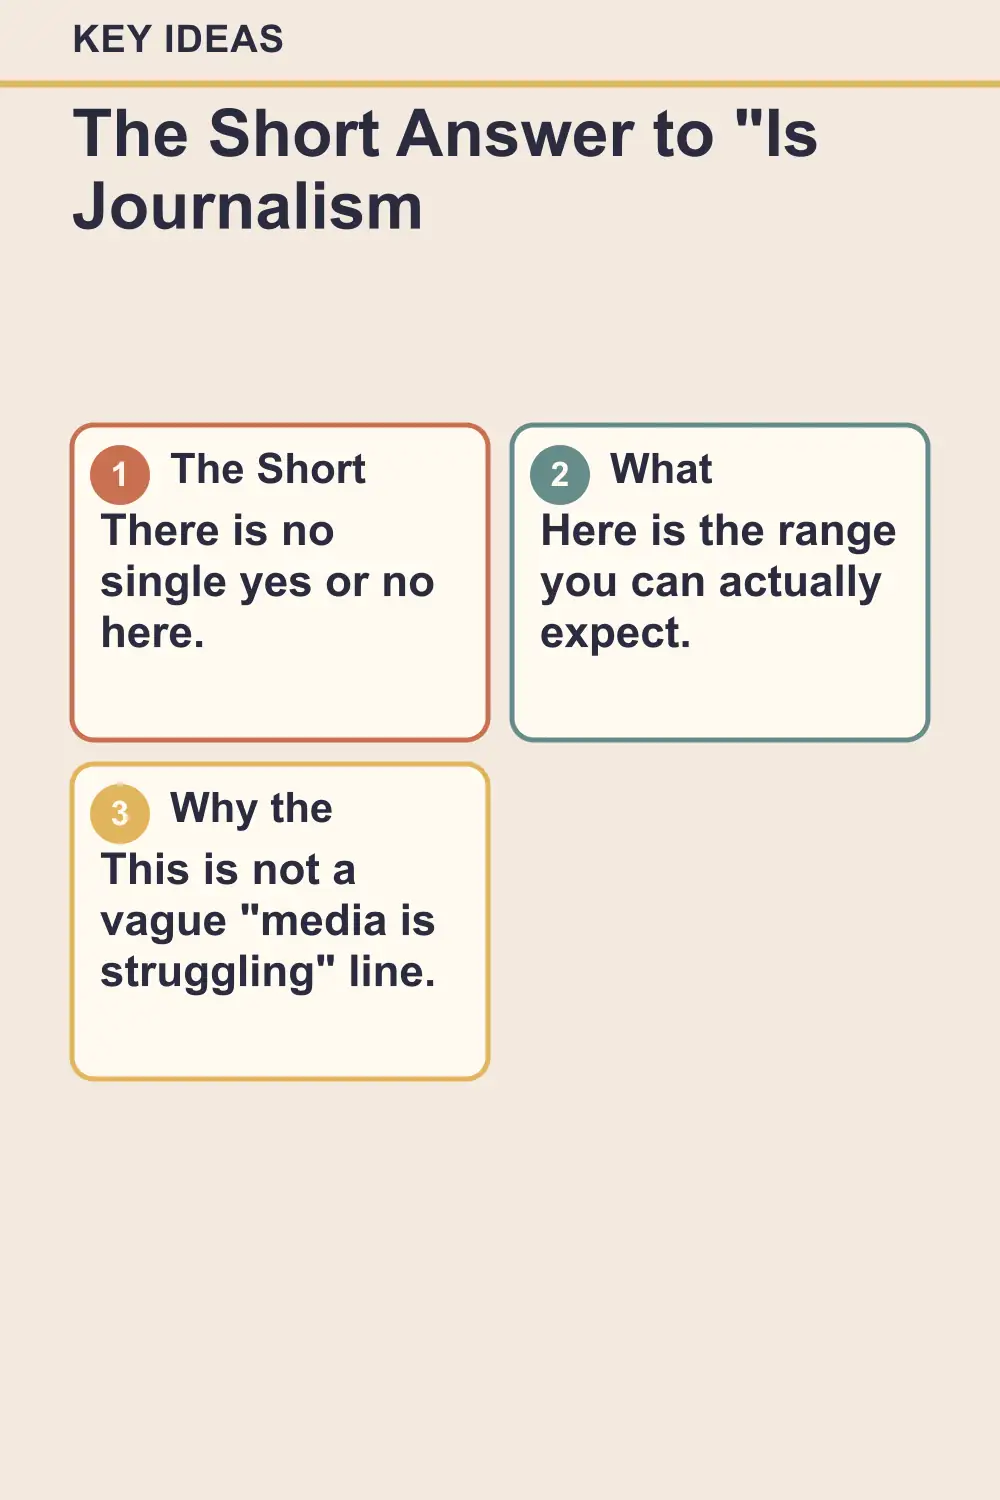 KEY IDEAS
The Short Answer to "Is
Journalism
1 The Short
There is no
single yes or no
here.
2 What
Here is the range
you can actually
expect.
3 Why the
This is not a
vague "media is
struggling" line.